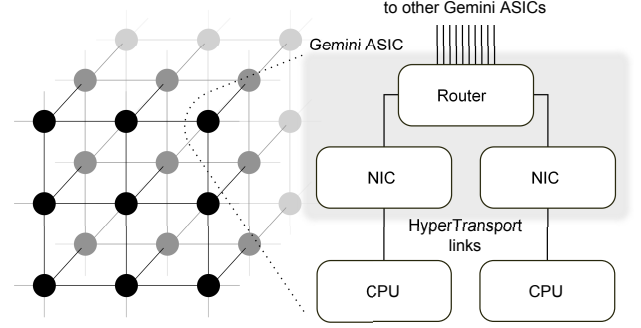 to other Gemini ASICs
Gemini ASIC
Router
NIC
NIC
HyperTransport
links
CPU
CPU